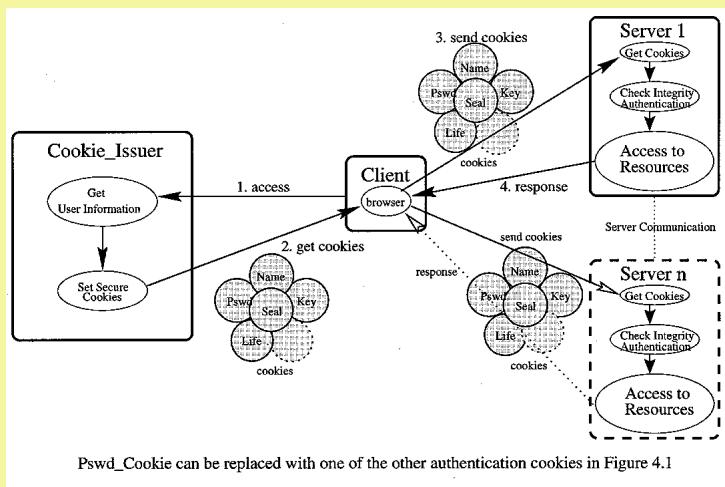 3. send cookies
Name
Pswd
Key
Seal
Life
cookies
Server 1
Get Cookies
Check Integrity
Authentication
Access to
Resources
Cookie_Issuer
Get
User Information
Set Secure
Cookies
1. access
Client
browser
4. response
2. get cookies
Name
Pswd
Key
Seal
Life
cookies
Server Communication
send cookies
response
Name
Pswd
Key
Seal
Life
cookies
Server n
Get Cookies
Check Integrity
Authentication
Access to
Resources
Pswd_Cookie can be replaced with one of the other authentication cookies in Figure 4.1